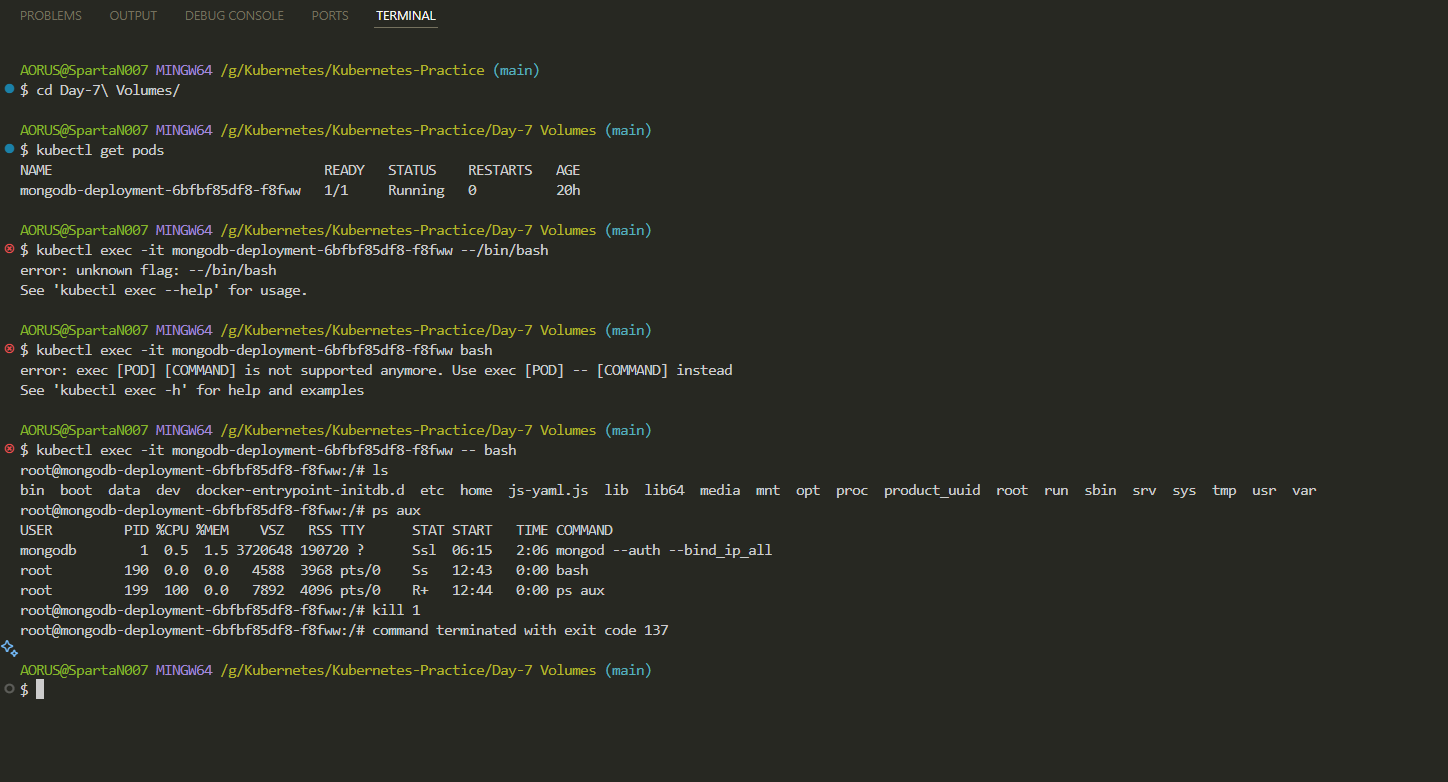 PROBLEMS OUTPUT DEBUG CONSOLE PORTS TERMINAL
AORUS@SpartaN007 MINGW64 /g/Kubernetes/Kubernetes-Practice (main)
$ cd Day-7\ Volumes/
AORUS@SpartaN007 MINGW64 /g/Kubernetes/Kubernetes-Practice/Day-7 Volumes (main)
$ kubectl get pods
NAME READY STATUS RESTARTS AGE
mongodb-deployment-6bfbf85df8-f8fww 1/1 Running 0 20h
AORUS@SpartaN007 MINGW64 /g/Kubernetes/Kubernetes-Practice/Day-7 Volumes (main)
$ kubectl exec -it mongodb-deployment-6bfbf85df8-f8fww --/bin/bash
error: unknown flag: --/bin/bash
See 'kubectl exec --help' for usage.
AORUS@SpartaN007 MINGW64 /g/Kubernetes/Kubernetes-Practice/Day-7 Volumes (main)
$ kubectl exec -it mongodb-deployment-6bfbf85df8-f8fww bash
error: exec [POD] [COMMAND] is not supported anymore. Use exec [POD] -- [COMMAND] instead
See 'kubectl exec -h' for help and examples
AORUS@SpartaN007 MINGW64 /g/Kubernetes/Kubernetes-Practice/Day-7 Volumes (main)
$ kubectl exec -it mongodb-deployment-6bfbf85df8-f8fww -- bash
root@mongodb-deployment-6bfbf85df8-f8fww:/# ls
bin boot data dev docker-entrypoint-initdb.d etc home js-yaml.js lib lib64 media mnt opt proc product_uuid root run sbin srv sys tmp usr var
root@mongodb-deployment-6bfbf85df8-f8fww:/# ps aux
USER PID %CPU %MEM VSZ RSS TTY STAT START TIME COMMAND
mongodb 1 0.5 1.5 3720648 190720 ? Ssl 06:15 2:06 mongod --auth --bind_ip_all
root 190 0.0 0.0 4588 3968 pts/0 Ss 12:43 0:00 bash
root 199 100 0.0 7892 4096 pts/0 R+ 12:44 0:00 ps aux
root@mongodb-deployment-6bfbf85df8-f8fww:/# kill 1
root@mongodb-deployment-6bfbf85df8-f8fww:/# command terminated with exit code 137
AORUS@SpartaN007 MINGW64 /g/Kubernetes/Kubernetes-Practice/Day-7 Volumes (main)
$